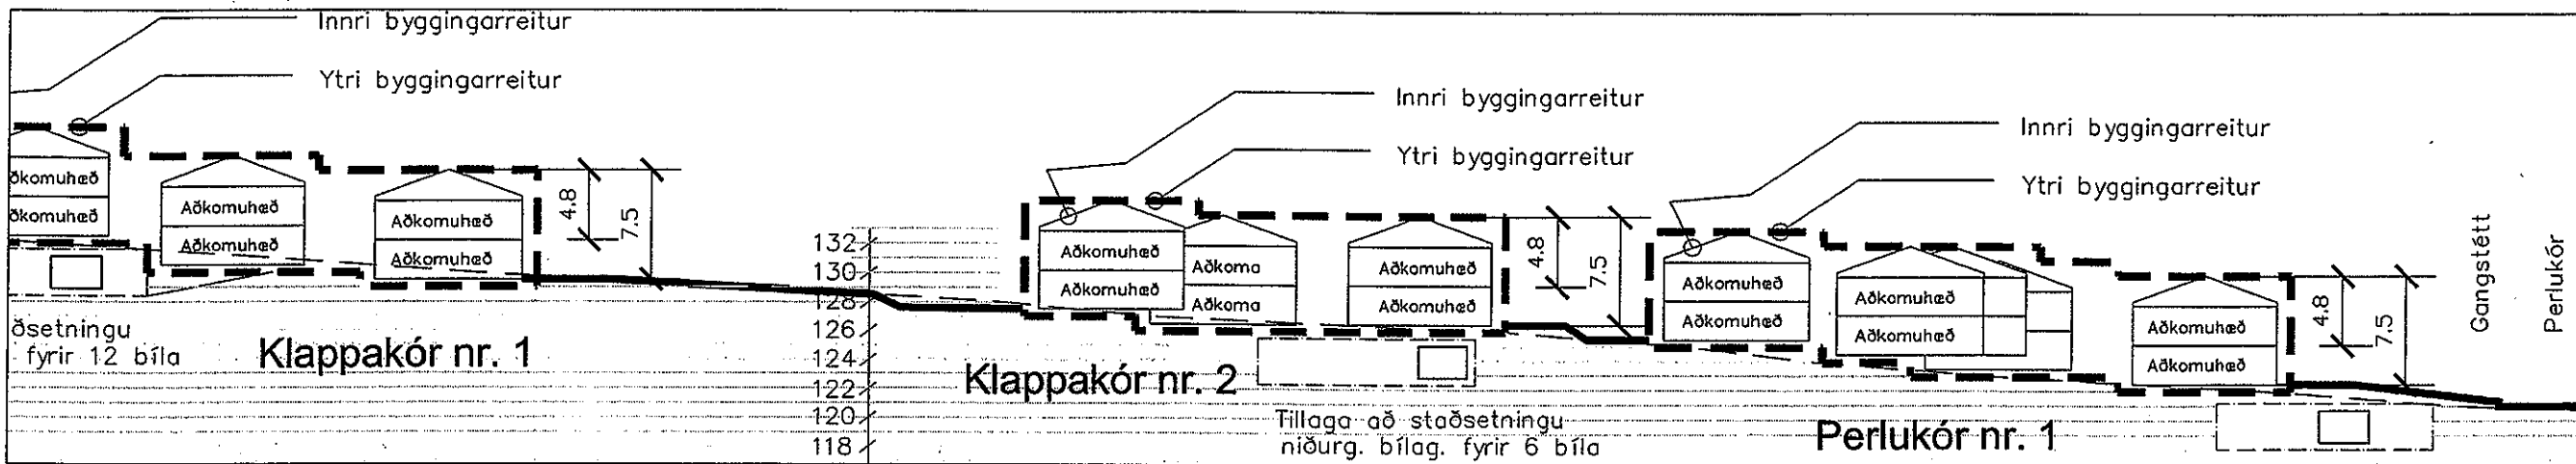 Innri byggingarreitur
Ytri byggingarreitur
ðkomuhæð
ðkomuhæð
Aðkomuhæð
Aðkomuhæð
Aðkomuhæð
Aðkomuhæð
4.8
7.5
ðsetningu
fyrir 12 bíla
Klappakór nr. 1
132
130
128
126
124
122
120
118
Innri byggingarreitur
Ytri byggingarreitur
Aðkomuhæð
Aðkomuhæð
Aðkoma
Aðkoma
Aðkomuhæð
Aðkomuhæð
4.8
7.5
Klappakór nr. 2
Tillaga að staðsetningu
niðurg. bílag. fyrir 6 bíla
Innri byggingarreitur
Ytri byggingarreitur
Aðkomuhæð
Aðkomuhæð
Aðkomuhæð
Aðkomuhæð
Aðkomuhæð
Aðkomuhæð
4.8
7.5
Perlukór nr. 1
Gangstétt
Perlukór